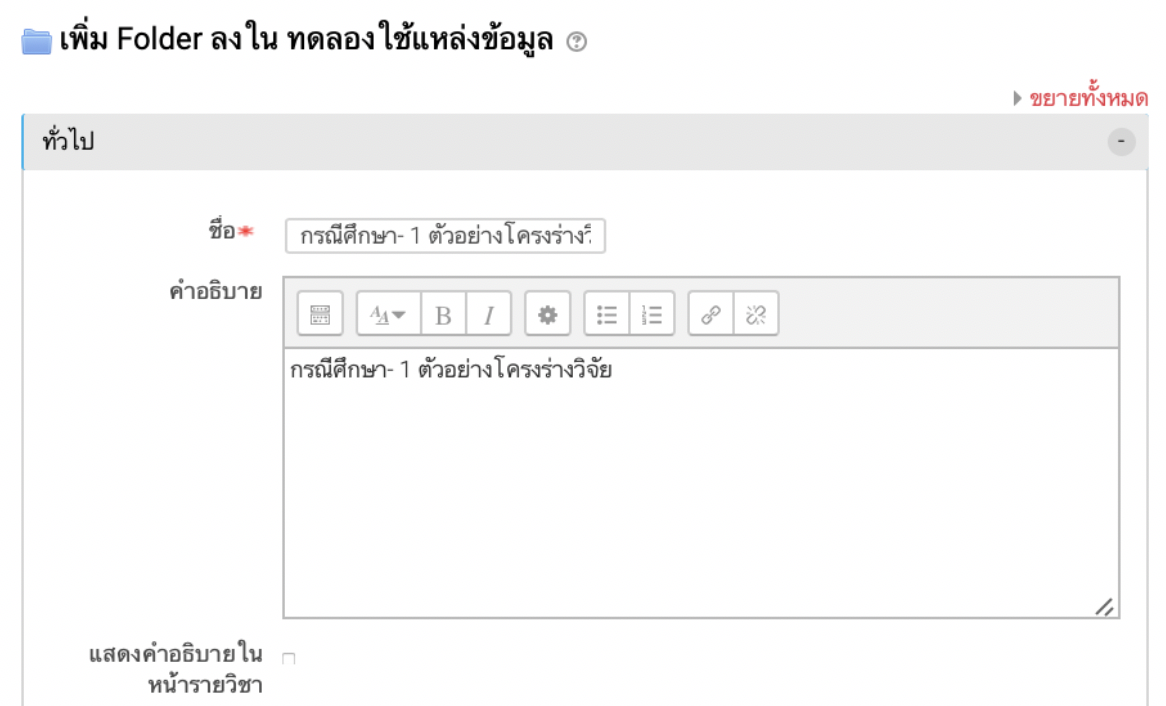 เพิ่ม Folder ลงใน ทดลองใช้แหล่งข้อมูล
ขยายทั้งหมด
ทั่วไป
ชื่อ
กรณีศึกษา- 1 ตัวอย่างโครงร่างวิ
คำอธิบาย
B I
กรณีศึกษา- 1 ตัวอย่างโครงร่างวิจัย
แสดงคำอธิบายใน
หน้ารายวิชา